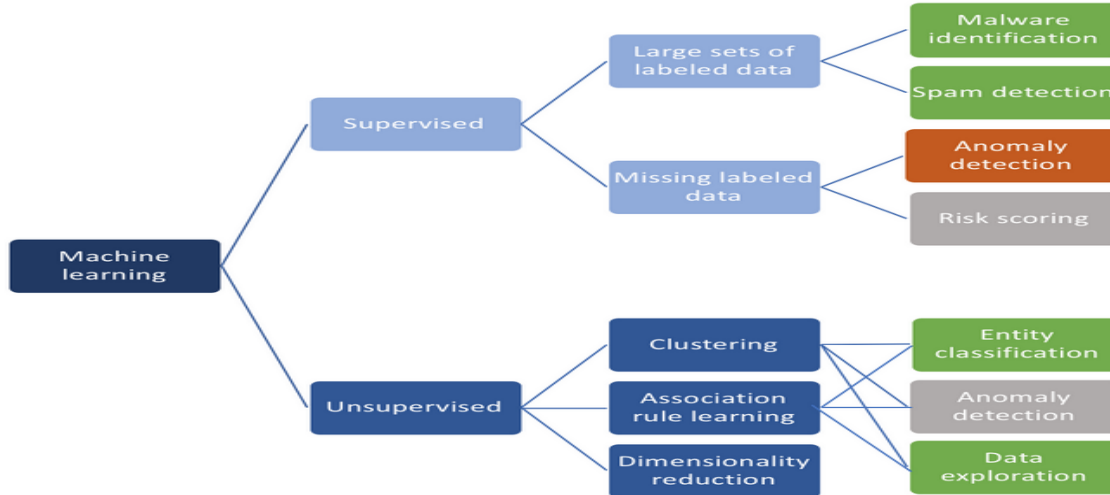 Malware
identification
Large sets of
labeled data
Spam detection
Supervised
Anomaly
detection
Missing labeled
data
Risk scoring
Machine
learning
Clustering
Entity
classification
Unsupervised
Association
rule learning
Anomaly
detection
Dimensionality
reduction
Data
exploration